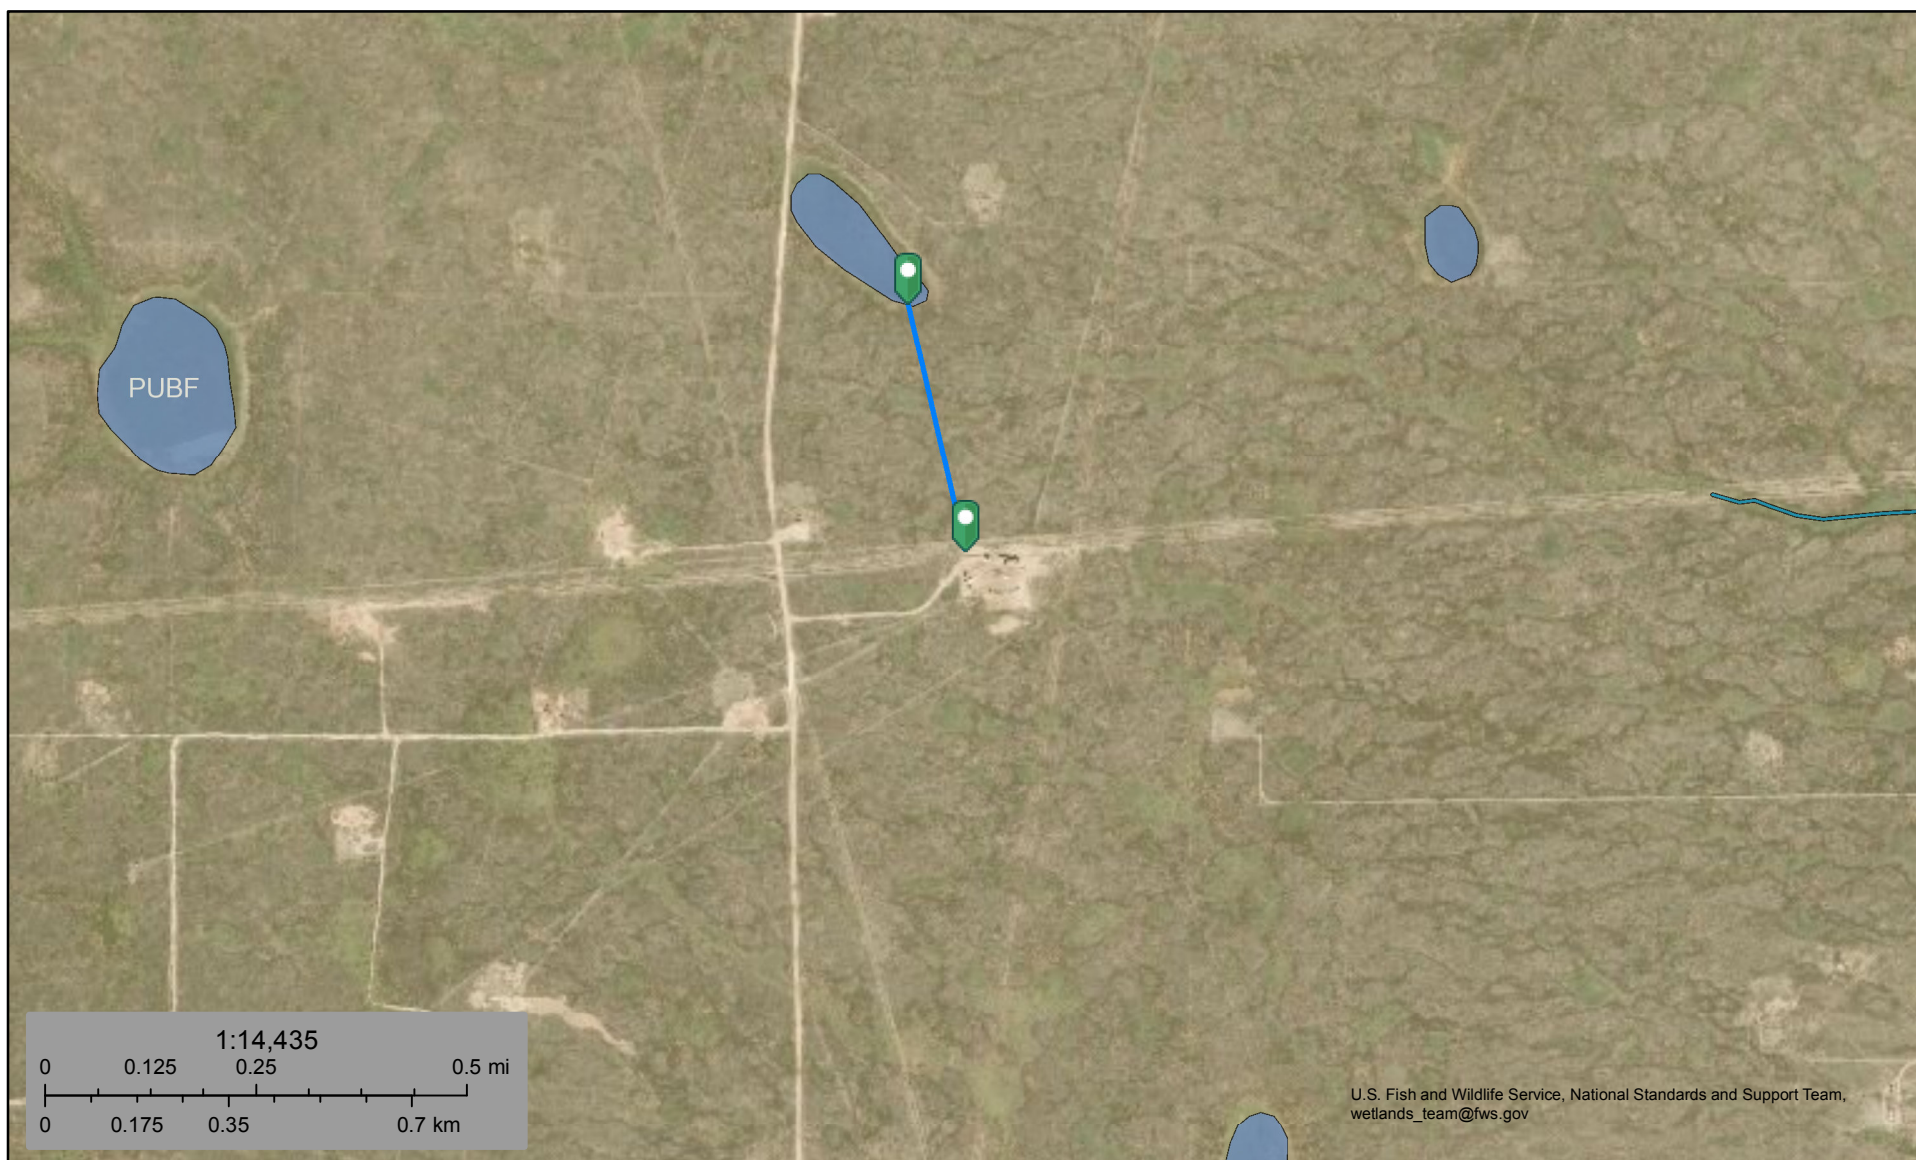 PUBF
1:14,435
0 0.125 0.25 0.5 mi
0 0.175 0.35 0.7 km
U.S. Fish and Wildlife Service, National Standards and Support Team,
wetlands_team@fws.gov